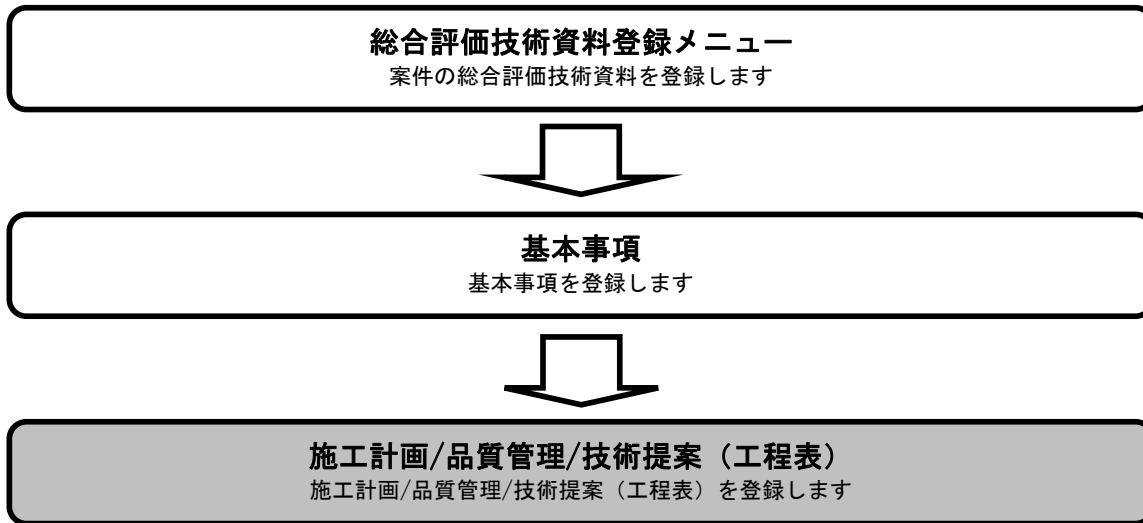 総合評価技術資料登録メニュー
案件の総合評価技術資料を登録します
基本事項
基本事項を登録します
施工計画/品質管理/技術提案（工程表）
施工計画/品質管理/技術提案（工程表）を登録します